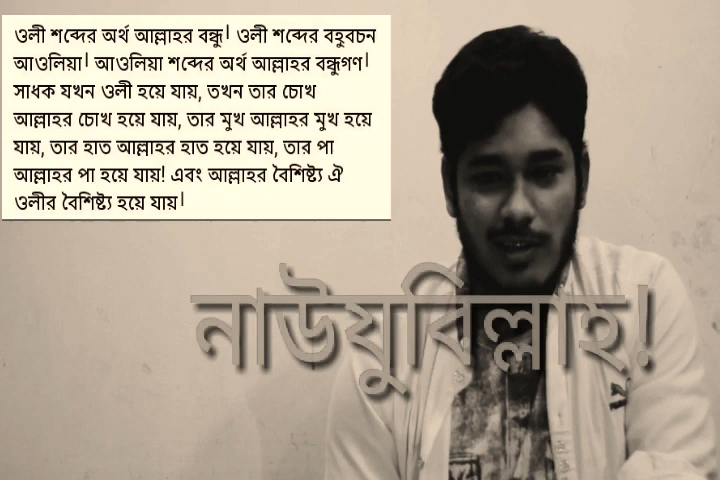 ওলী শব্দের অর্থ আল্লাহর বন্ধু। ওলী শব্দের বহুবচন
আওলিয়া। আওলিয়া শব্দের অর্থ আল্লাহর বন্ধুগণ।
সাধক যখন ওলী হয়ে যায়, তখন তার চোখ
আল্লাহর চোখ হয়ে যায়, তার মুখ আল্লাহর মুখ হয়ে
যায়, তার হাত আল্লাহর হাত হয়ে যায়, তার পা
আল্লাহর পা হয়ে যায়! এবং আল্লাহর বৈশিষ্ট্য ঐ
ওলীর বৈশিষ্ট্য হয়ে যায়।
নাউযুবিল্লাহ!